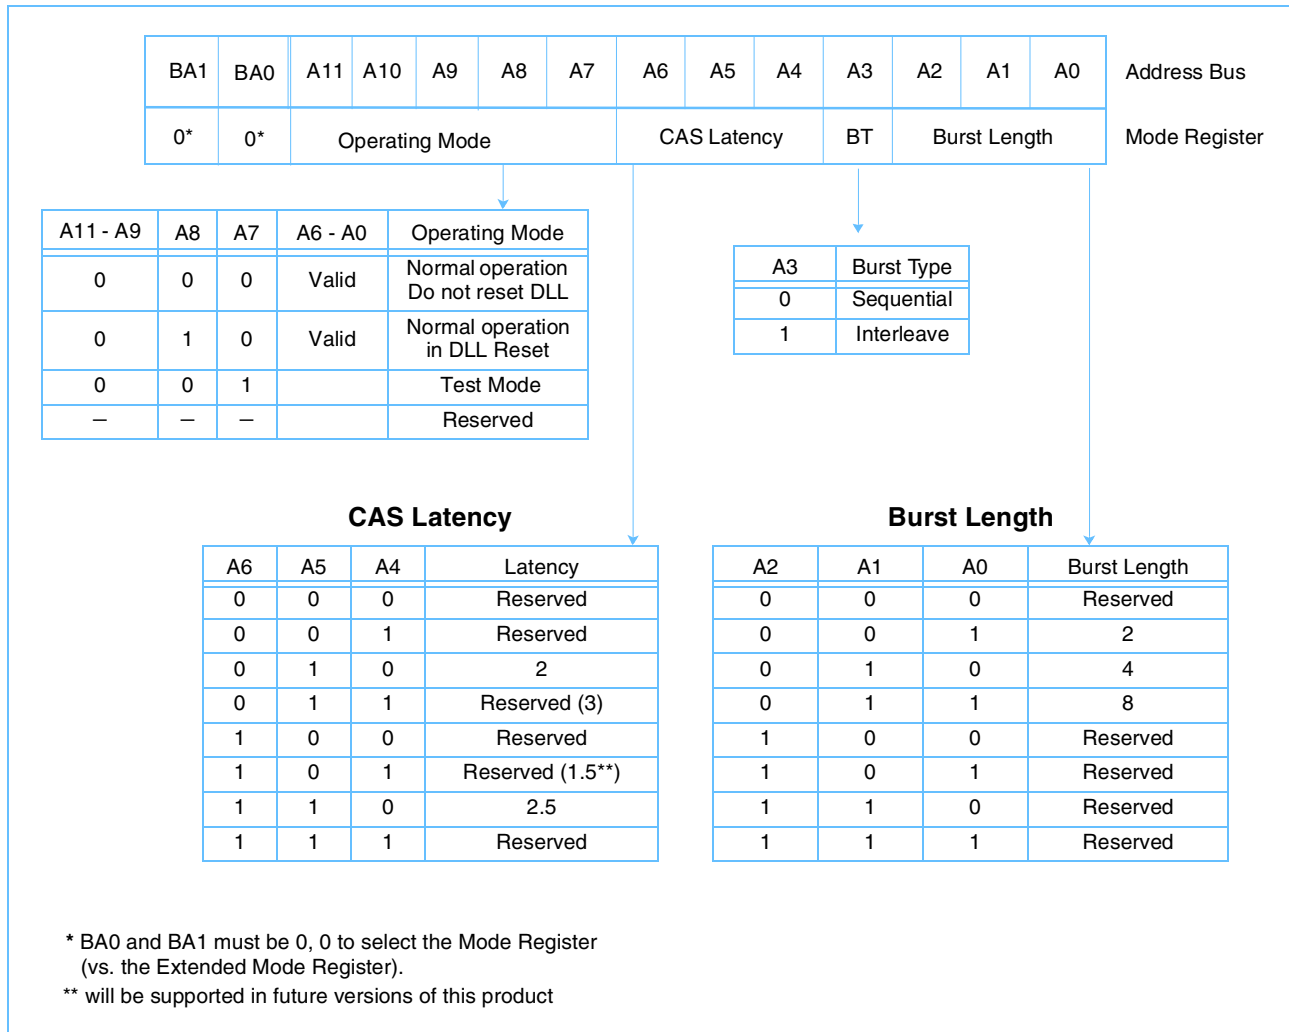 BA1 BA0 A11 A10 A9 A8 A7 A6 A5 A4 A3 A2 A1 A0 Address Bus
0* 0* Operating Mode CAS Latency BT Burst Length Mode Register
A11 - A9 A8 A7 A6 - A0 Operating Mode
0 0 0 Valid Normal operation
Do not reset DLL
0 1 0 Valid Normal operation
in DLL Reset
0 0 1 Test Mode
— — — Reserved
A3 Burst Type
0 Sequential
1 Interleave
CAS Latency
A6 A5 A4 Latency
0 0 0 Reserved
0 0 1 Reserved
0 1 0 2
0 1 1 Reserved (3)
1 0 0 Reserved
1 0 1 Reserved (1.5**)
1 1 0 2.5
1 1 1 Reserved
Burst Length
A2 A1 A0 Burst Length
0 0 0 Reserved
0 0 1 2
0 1 0 4
0 1 1 8
1 0 0 Reserved
1 0 1 Reserved
1 1 0 Reserved
1 1 1 Reserved
* BA0 and BA1 must be 0, 0 to select the Mode Register
(vs. the Extended Mode Register).
** will be supported in future versions of this product